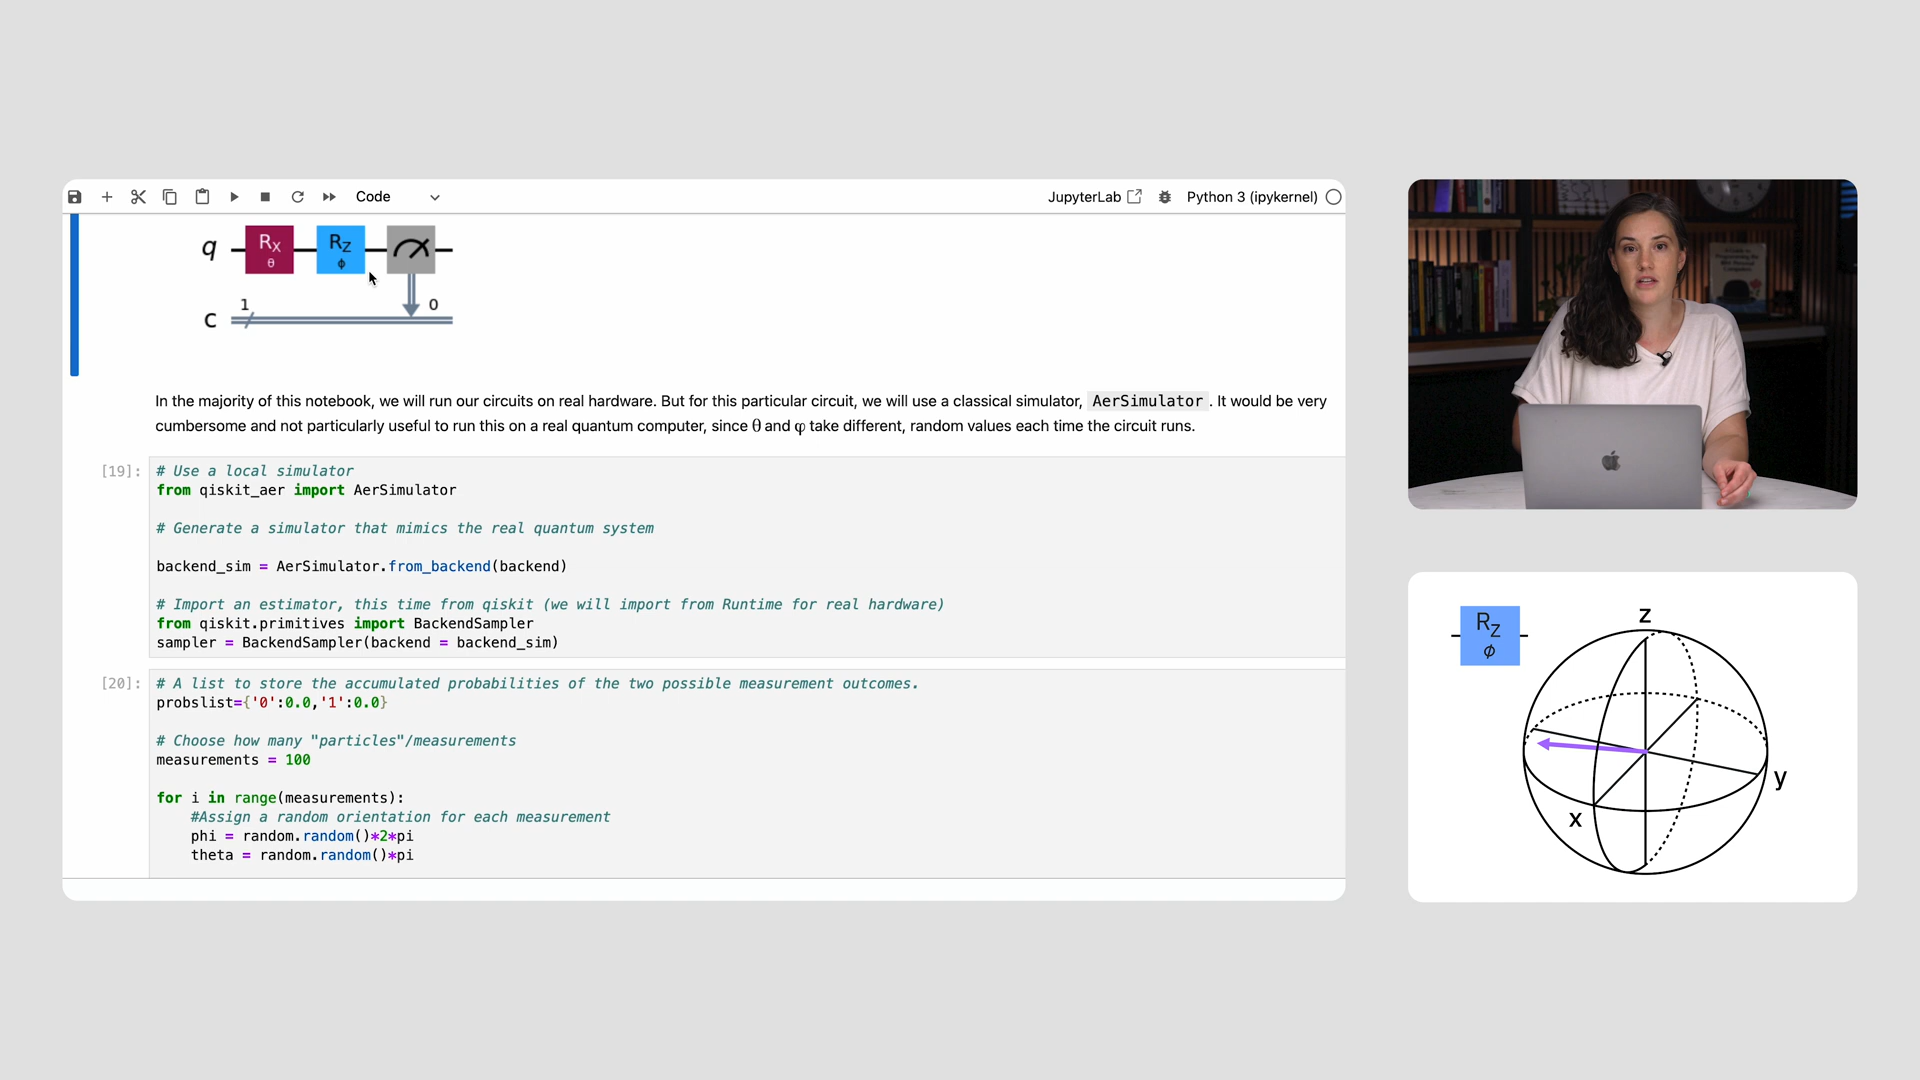 Code
JupyterLab
Python 3 (ipykernel)
q
RX
θ
RZ
ϕ
1
0
c
In the majority of this notebook, we will run our circuits on real hardware. But for this particular circuit, we will use a classical simulator, AerSimulator . It would be very
cumbersome and not particularly useful to run this on a real quantum computer, since θ and φ take different, random values each time the circuit runs.
[19]:
# Use a local simulator
from qiskit_aer import AerSimulator
# Generate a simulator that mimics the real quantum system
backend_sim = AerSimulator.from_backend(backend)
# Import an estimator, this time from qiskit (we will import from Runtime for real hardware)
from qiskit.primitives import BackendSampler
sampler = BackendSampler(backend = backend_sim)
[20]:
# A list to store the accumulated probabilities of the two possible measurement outcomes.
probslist={'0':0.0,'1':0.0}
# Choose how many "particles"/measurements
measurements = 100
for i in range(measurements):
#Assign a random orientation for each measurement
phi = random.random()*2*pi
theta = random.random()*pi
RZ
ϕ
z
y
x